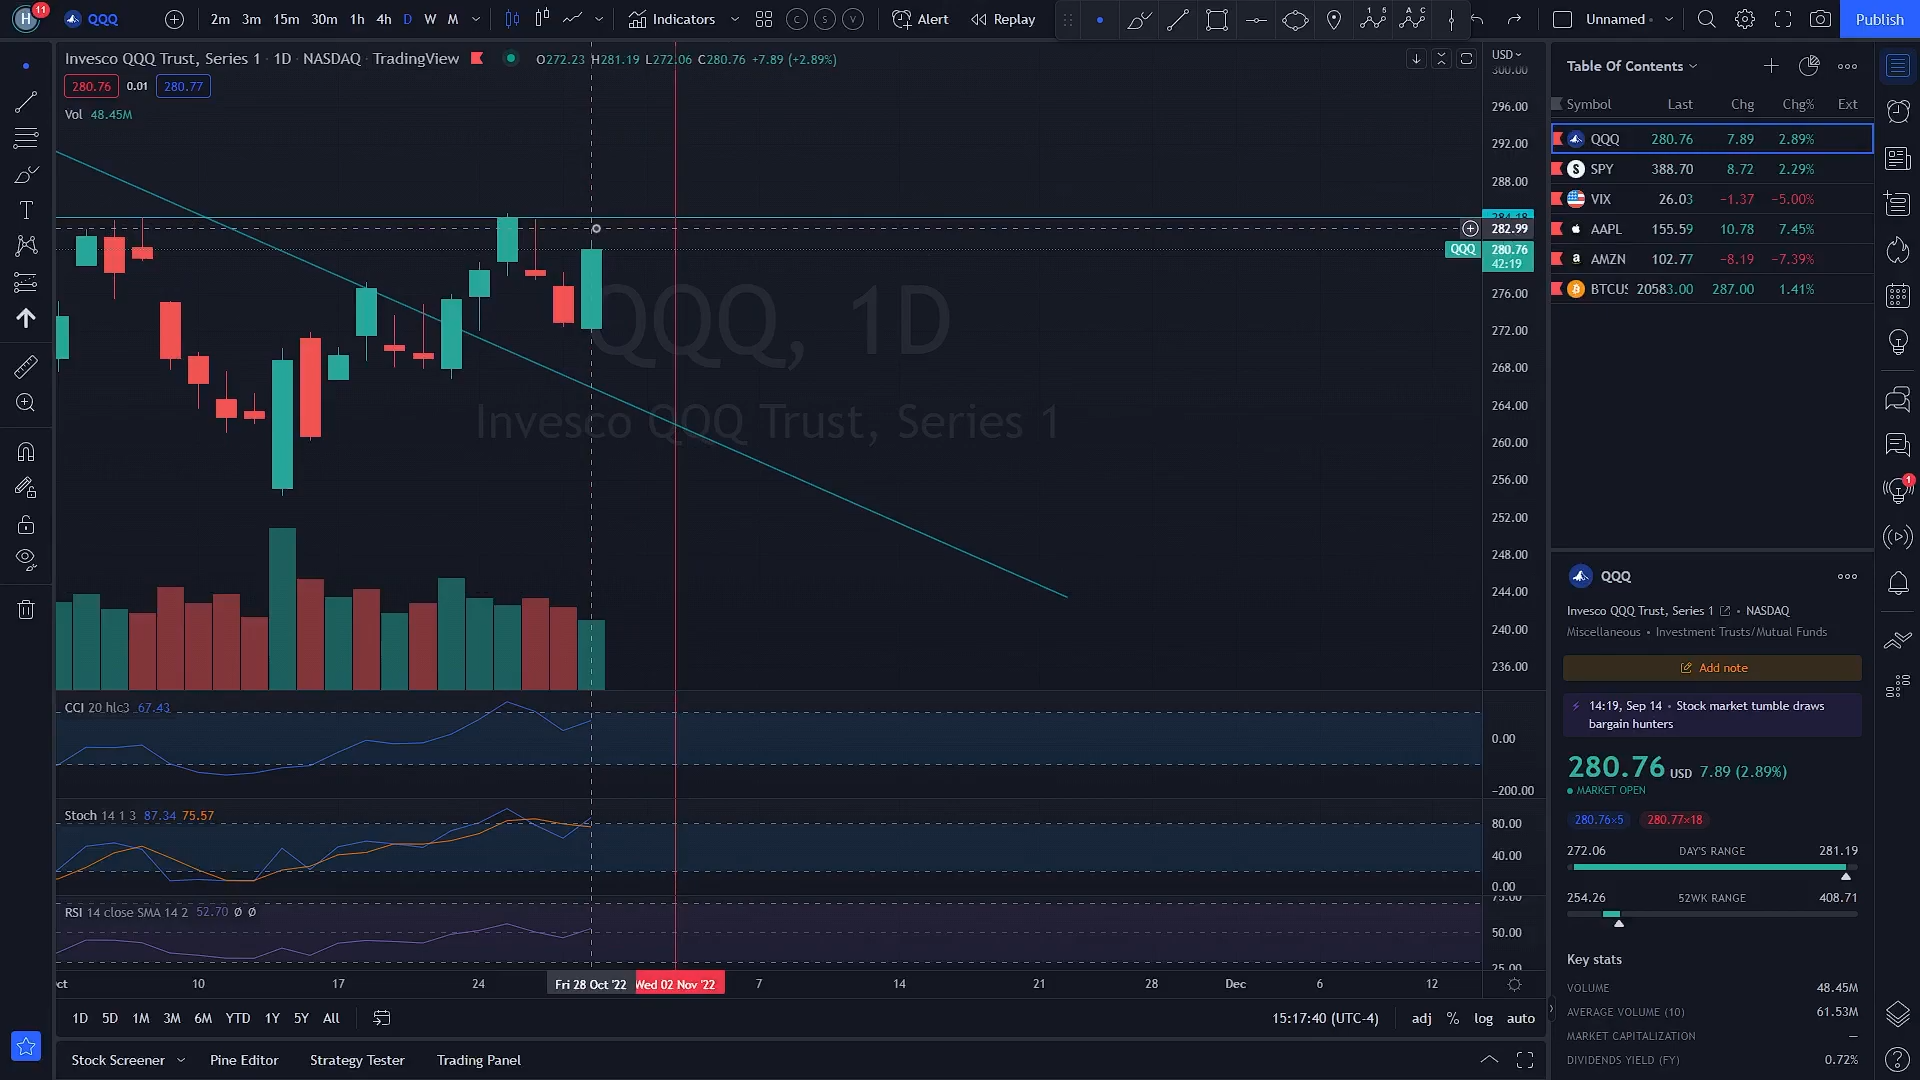 H 11 QQQ 2m 3m 15m 30m 1h 4h D W M Indicators C S V Alert Replay Unnamed Publish
Invesco QQQ Trust, Series 1 · 1D · NASDAQ · TradingView O272.23 H281.19 L272.06 C280.76 +7.89 (+2.89%)
280.76 0.01 280.77
Vol 48.45M
USD
300.00
296.00
292.00
288.00
284.18
282.99
QQQ 280.76
42:19
276.00
272.00
268.00
264.00
260.00
256.00
252.00
248.00
244.00
240.00
236.00
QQQ, 1D
Invesco QQQ Trust, Series 1
CCI 20 hlc3 67.43
0.00
−200.00
Stoch 14 1 3 87.34 75.57
80.00
40.00
0.00
RSI 14 close SMA 14 2 52.70 Ø Ø
75.00
50.00
25.00
10 17 24 Fri 28 Oct '22 Wed 02 Nov '22 7 14 21 28 Dec 6 12
1D 5D 1M 3M 6M YTD 1Y 5Y All 15:17:40 (UTC-4) adj % log auto
Stock Screener Pine Editor Strategy Tester Trading Panel
Table Of Contents
Symbol Last Chg Chg% Ext
QQQ 280.76 7.89 2.89%
SPY 388.70 8.72 2.29%
VIX 26.03 −1.37 −5.00%
AAPL 155.59 10.78 7.45%
AMZN 102.77 −8.19 −7.39%
20583.00 287.00 1.41%
QQQ
Invesco QQQ Trust, Series 1 • NASDAQ
Miscellaneous • Investment Trusts/Mutual Funds
Add note
14:19, Sep 14 • Stock market tumble draws
bargain hunters
280.76 USD 7.89 (2.89%)
MARKET OPEN
280.76×5 280.77×18
272.06 DAY'S RANGE 281.19
254.26 52WK RANGE 408.71
Key stats
VOLUME 48.45M
AVERAGE VOLUME (10) 61.53M
MARKET CAPITALIZATION —
DIVIDENDS YIELD (FY) 0.72%
1